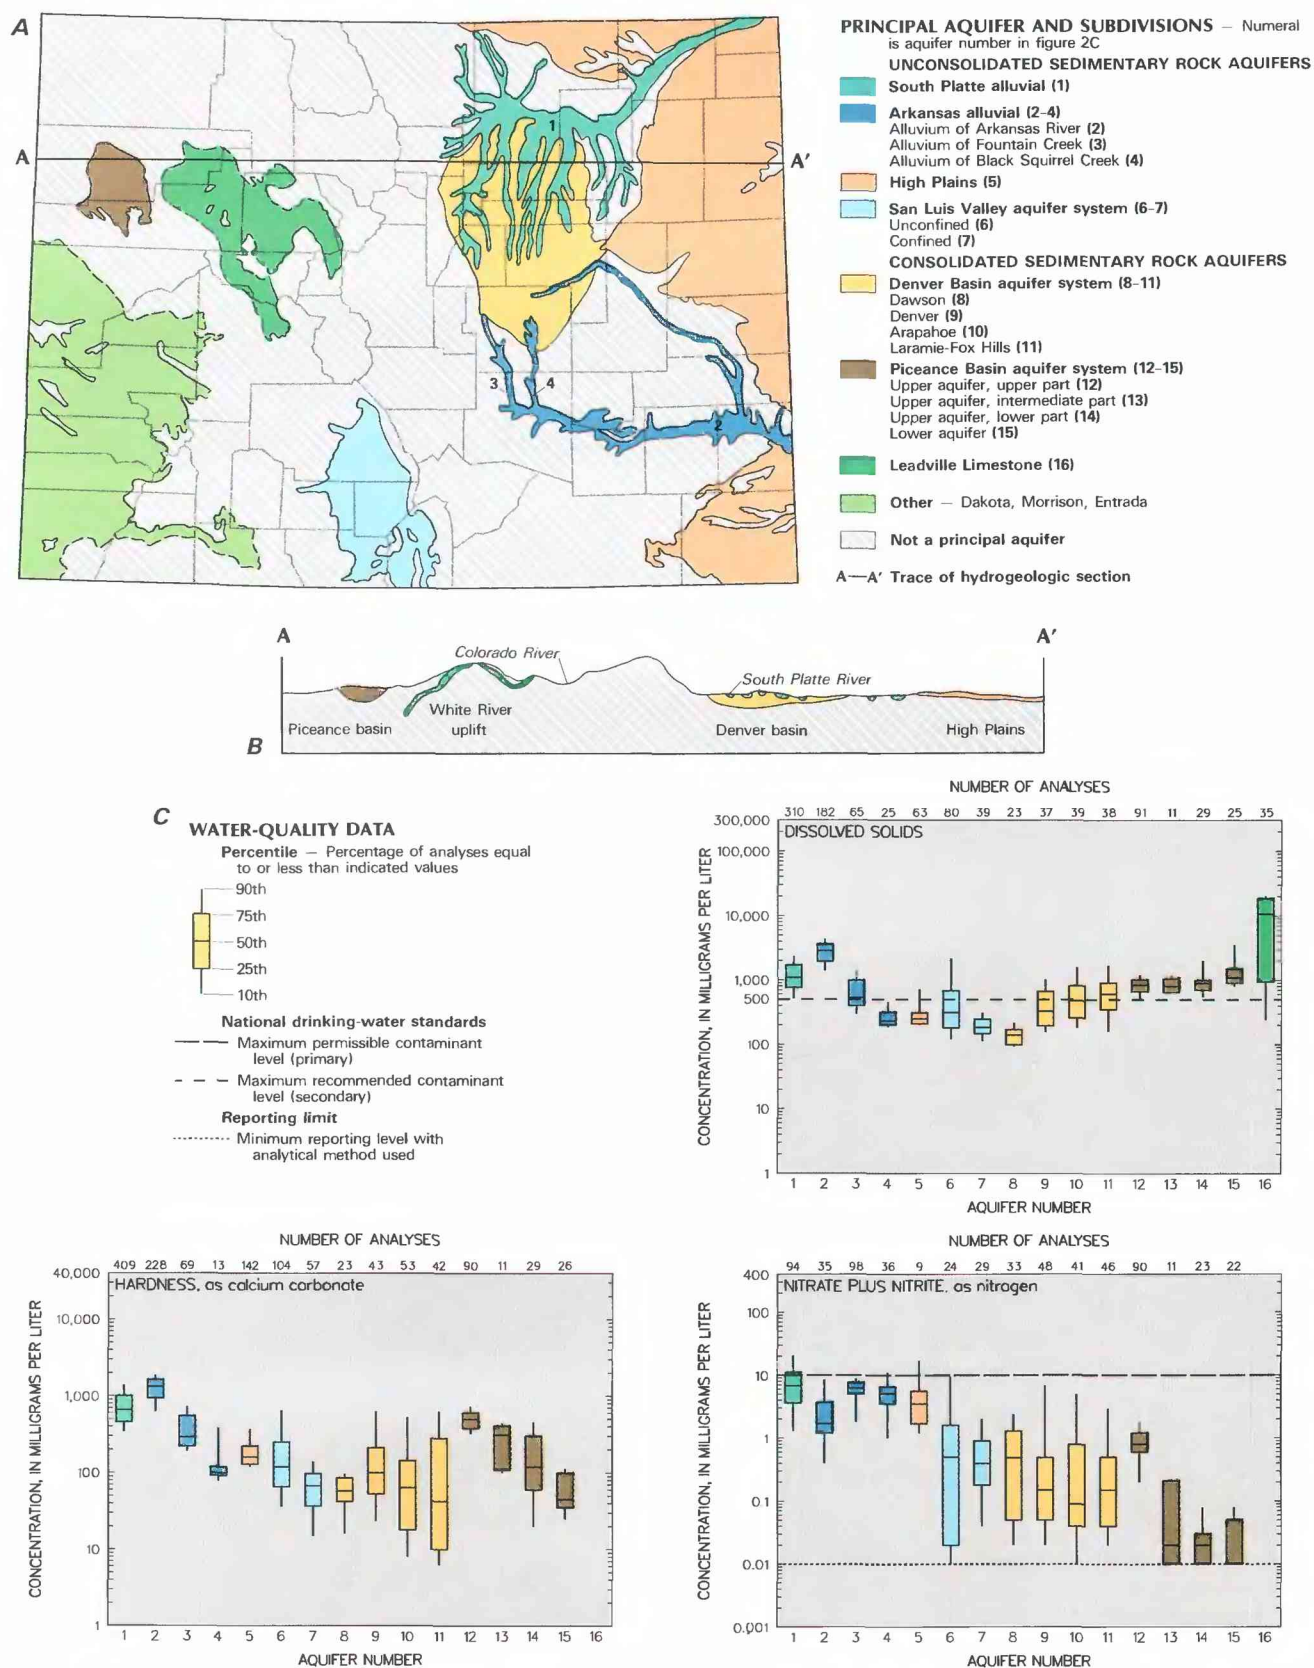 A
A
A'
1
2
3
4
PRINCIPAL AQUIFER AND SUBDIVISIONS — Numeral
is aquifer number in figure 2C
UNCONSOLIDATED SEDIMENTARY ROCK AQUIFERS
South Platte alluvial (1)
Arkansas alluvial (2-4)
Alluvium of Arkansas River (2)
Alluvium of Fountain Creek (3)
Alluvium of Black Squirrel Creek (4)
High Plains (5)
San Luis Valley aquifer system (6-7)
Unconfined (6)
Confined (7)
CONSOLIDATED SEDIMENTARY ROCK AQUIFERS
Denver Basin aquifer system (8-11)
Dawson (8)
Denver (9)
Arapahoe (10)
Laramie-Fox Hills (11)
Piceance Basin aquifer system (12-15)
Upper aquifer, upper part (12)
Upper aquifer, intermediate part (13)
Upper aquifer, lower part (14)
Lower aquifer (15)
Leadville Limestone (16)
Other — Dakota, Morrison, Entrada
Not a principal aquifer
A—A' Trace of hydrogeologic section
A
A'
Colorado River
South Platte River
White River
uplift
Piceance basin
Denver basin
High Plains
B
C
WATER-QUALITY DATA
Percentile — Percentage of analyses equal
to or less than indicated values
90th
75th
50th
25th
10th
National drinking-water standards
Maximum permissible contaminant
level (primary)
Maximum recommended contaminant
level (secondary)
Reporting limit
Minimum reporting level with
analytical method used
NUMBER OF ANALYSES
310 182 65 25 63 80 39 23 37 39 38 91 11 29 25 35
DISSOLVED SOLIDS
CONCENTRATION, IN MILLIGRAMS PER LITER
300,000
100,000
10,000
1,000
500
100
10
1
1 2 3 4 5 6 7 8 9 10 11 12 13 14 15 16
AQUIFER NUMBER
NUMBER OF ANALYSES
409 228 69 13 142 104 57 23 43 53 42 90 11 29 26
HARDNESS, as calcium carbonate
CONCENTRATION, IN MILLIGRAMS PER LITER
40,000
10,000
1,000
100
10
1
1 2 3 4 5 6 7 8 9 10 11 12 13 14 15 16
AQUIFER NUMBER
NUMBER OF ANALYSES
94 35 98 36 9 24 29 33 48 41 46 90 11 23 22
NITRATE PLUS NITRITE, as nitrogen
CONCENTRATION, IN MILLIGRAMS PER LITER
400
100
10
1
0.1
0.01
0.001
1 2 3 4 5 6 7 8 9 10 11 12 13 14 15 16
AQUIFER NUMBER